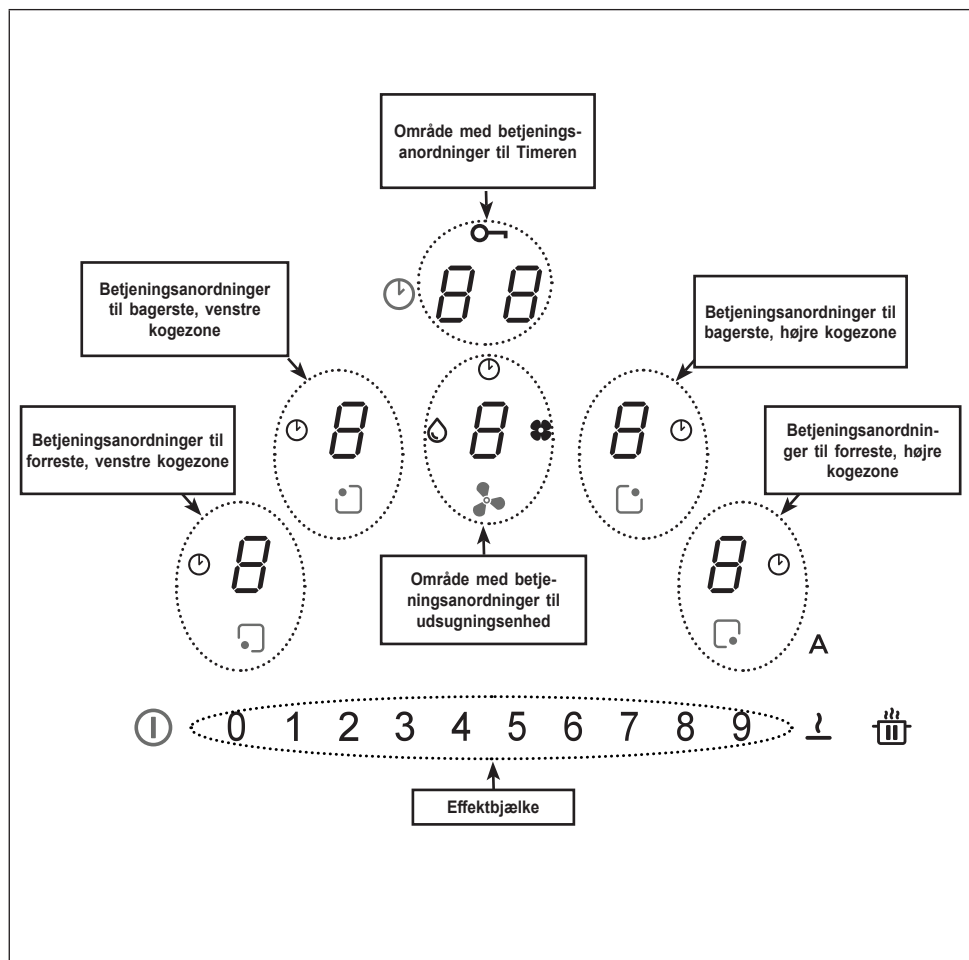 Område med betjenings-
anordninger til Timeren
8 8
Betjeningsanordninger
til bagerste, venstre
kogezone
Betjeningsanordninger til
bagerste, højre kogezone
8
8
8
Betjeningsanordninger til
forreste, venstre kogezone
Betjeningsanordnin-
ger til forreste, højre
kogezone
8
8
Område med betje-
ningsanordninger til
udsugningsenhed
A
0 1 2 3 4 5 6 7 8 9
Effektbjælke